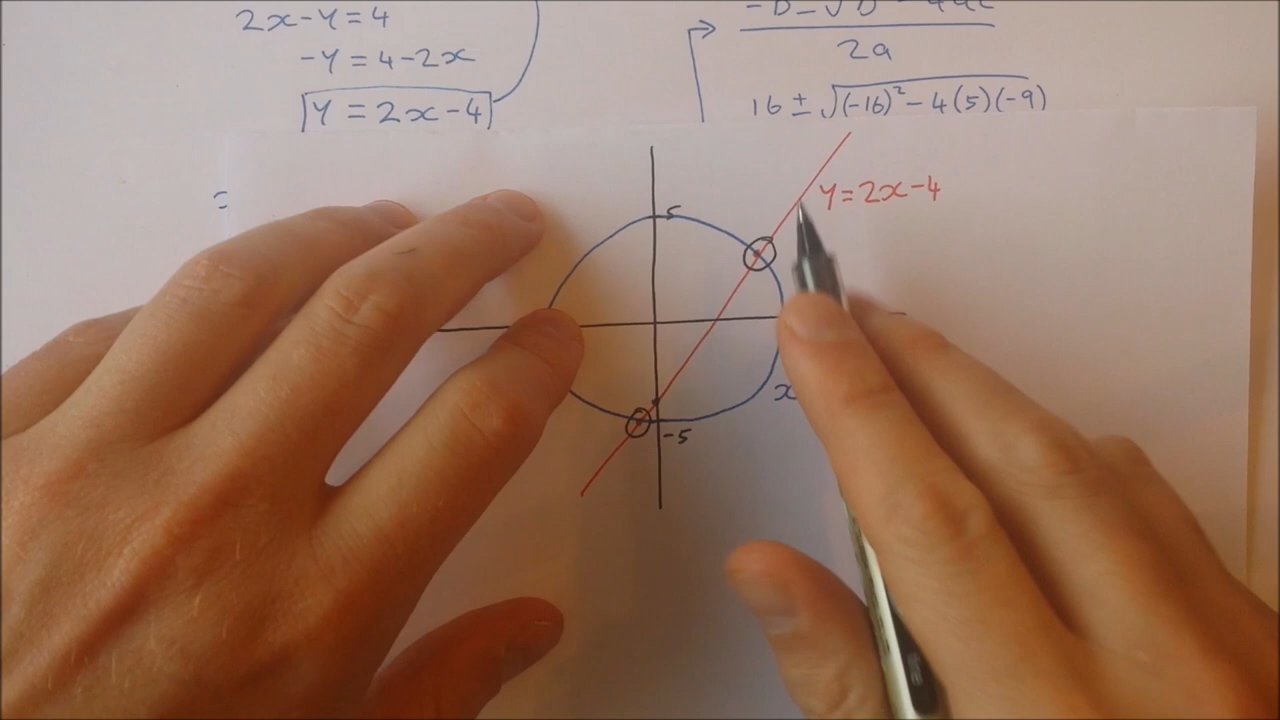 2x-y=4
-y=4-2x
y=2x-4
2a
16±√(-16)²-4(5)(-9)
=
5
y=2x-4
x
-5